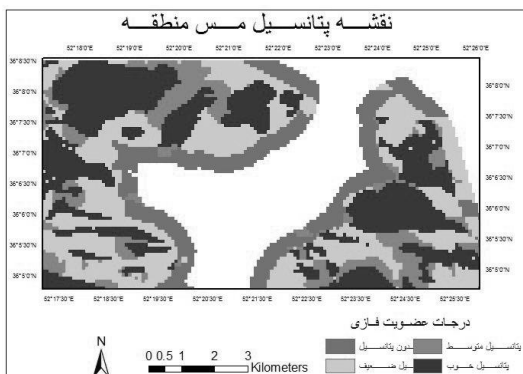 نقشه پتانسیل مس منطقه
52°18'0"E 52°19'0"E 52°20'0"E 52°21'0"E 52°22'0"E 52°23'0"E 52°24'0"E 52°25'0"E 52°26'0"E
36°8'30"N
36°8'0"N 36°8'0"N
36°7'30"N 36°7'30"N
36°7'0"N 36°7'0"N
36°6'30"N 36°6'30"N
36°6'0"N 36°6'0"N
36°5'30"N 36°5'30"N
36°5'0"N 36°5'0"N
52°17'30"E 52°18'30"E 52°19'30"E 52°20'30"E 52°21'30"E 52°22'30"E 52°23'30"E 52°24'30"E 52°25'30"E
درجات عضویت فازی
پتانسیل متوسط دون پتانسیل
پتانسیل خوب یل ضعیف
N
0 0.5 1 2 3
Kilometers